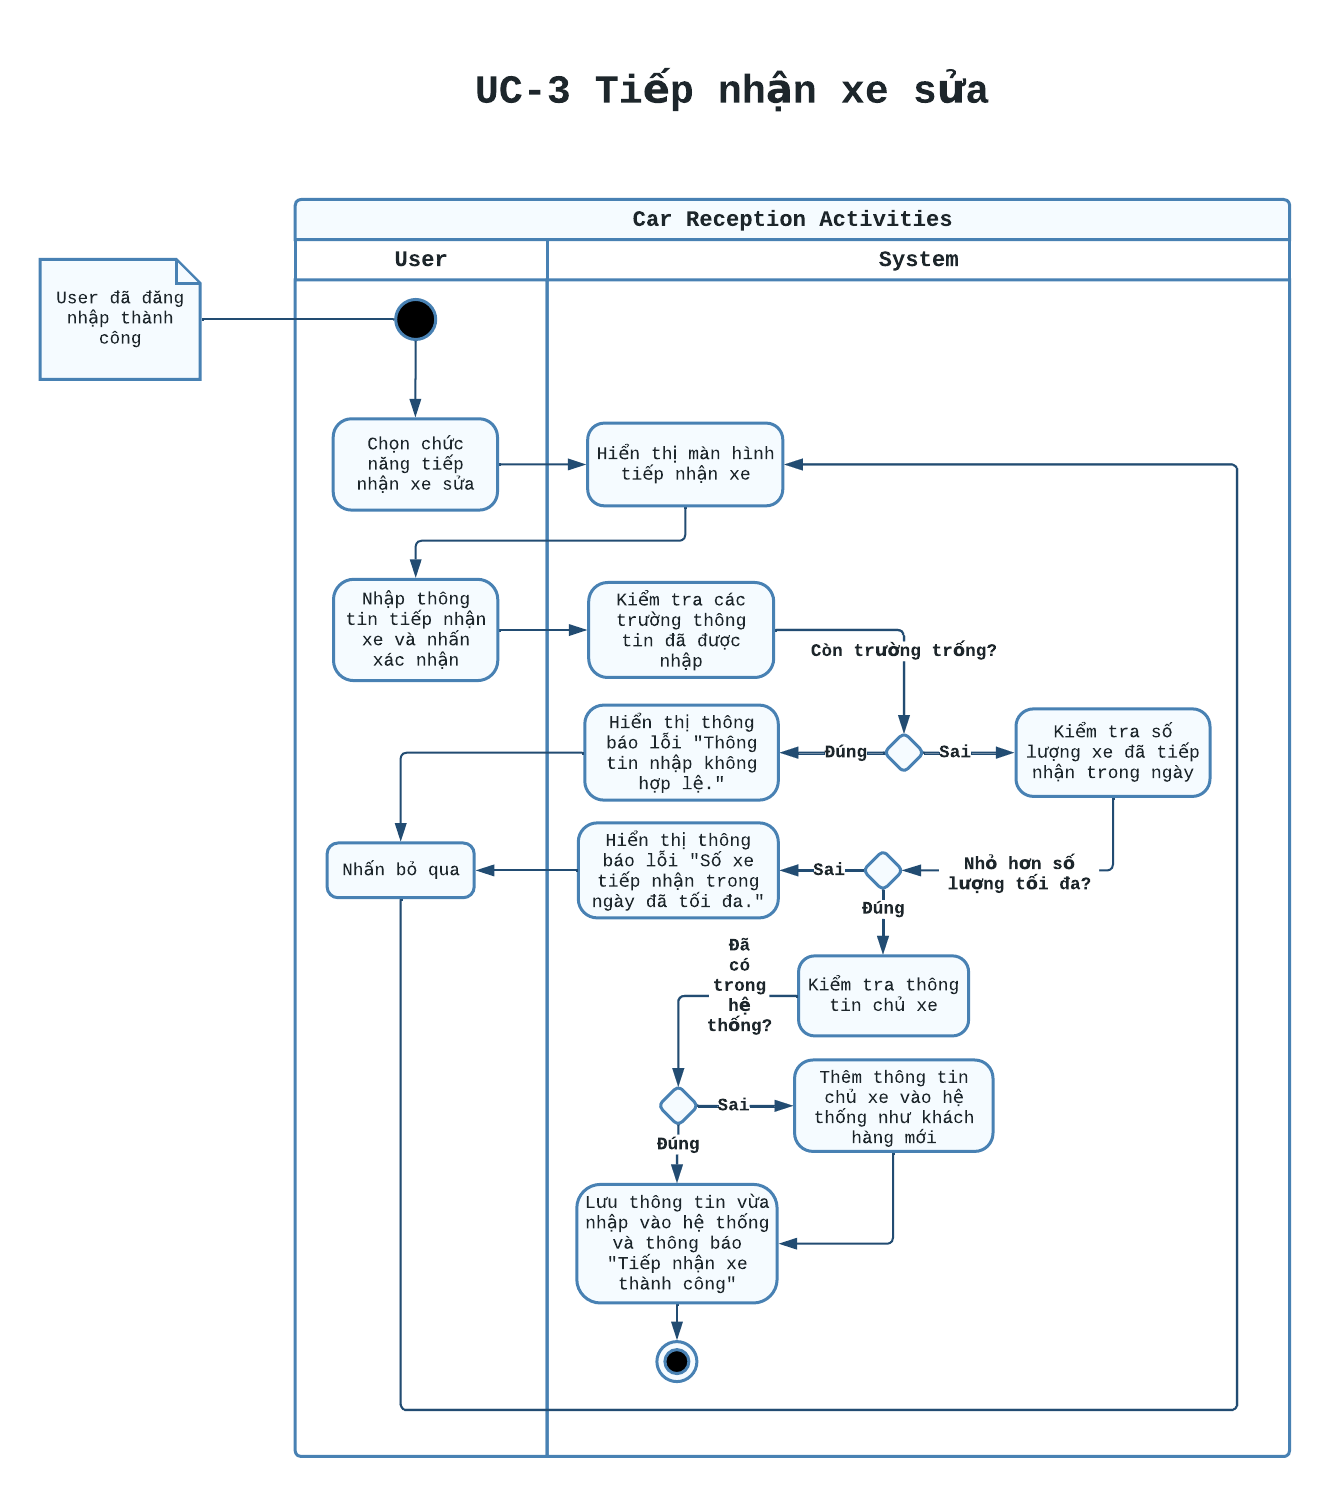 UC-3 Tiếp nhận xe sửa
Car Reception Activities
User
System
User đã đăng
nhập thành
công
Chọn chức
năng tiếp
nhận xe sửa
Hiển thị màn hình
tiếp nhận xe
Nhập thông
tin tiếp nhận
xe và nhấn
xác nhận
Kiểm tra các
trường thông
tin đã được
nhập
Còn trường trống?
Hiển thị thông
báo lỗi "Thông
tin nhập không
hợp lệ."
Đúng
Sai
Kiểm tra số
lượng xe đã tiếp
nhận trong ngày
Nhấn bỏ qua
Hiển thị thông
báo lỗi "Số xe
tiếp nhận trong
ngày đã tối đa."
Sai
Nhỏ hơn số
lượng tối đa?
Đúng
Đã
có
trong
hệ
thống?
Kiểm tra thông
tin chủ xe
Sai
Thêm thông tin
chủ xe vào hệ
thống như khách
hàng mới
Đúng
Lưu thông tin vừa
nhập vào hệ thống
và thông báo
"Tiếp nhận xe
thành công"